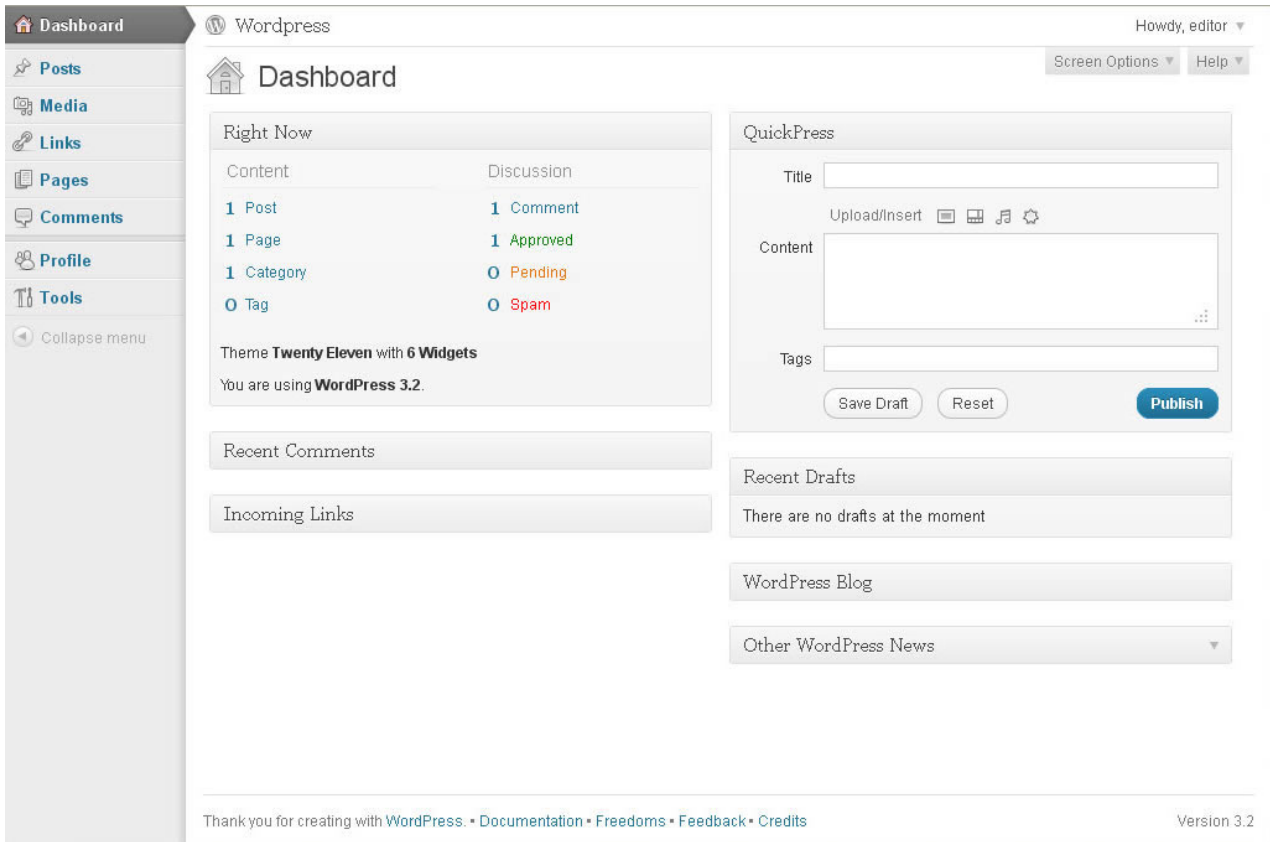 Dashboard
Posts
Media
Links
Pages
Comments
Profile
Tools
Collapse menu
Wordpress
Howdy, editor
Screen Options
Help
Dashboard
Right Now
Content
Discussion
1 Post
1 Comment
1 Page
1 Approved
1 Category
0 Pending
0 Tag
0 Spam
Theme Twenty Eleven with 6 Widgets
You are using WordPress 3.2.
Recent Comments
Incoming Links
QuickPress
Title
Upload/Insert
Content
Tags
Save Draft
Reset
Publish
Recent Drafts
There are no drafts at the moment
WordPress Blog
Other WordPress News
Thank you for creating with WordPress. • Documentation • Freedoms • Feedback • Credits
Version 3.2